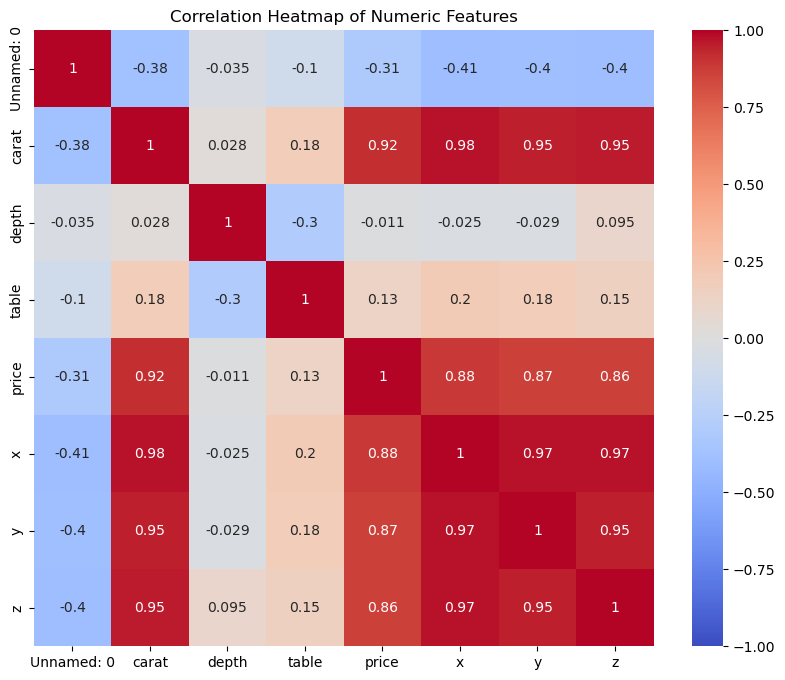 Correlation Heatmap of Numeric Features
Unnamed: 0 1 -0.38 -0.035 -0.1 -0.31 -0.41 -0.4 -0.4
carat -0.38 1 0.028 0.18 0.92 0.98 0.95 0.95
depth -0.035 0.028 1 -0.3 -0.011 -0.025 -0.029 0.095
table -0.1 0.18 -0.3 1 0.13 0.2 0.18 0.15
price -0.31 0.92 -0.011 0.13 1 0.88 0.87 0.86
x -0.41 0.98 -0.025 0.2 0.88 1 0.97 0.97
y -0.4 0.95 -0.029 0.18 0.87 0.97 1 0.95
z -0.4 0.95 0.095 0.15 0.86 0.97 0.95 1
Unnamed: 0 carat depth table price x y z
1.00
0.75
0.50
0.25
0.00
−0.25
−0.50
−0.75
−1.00